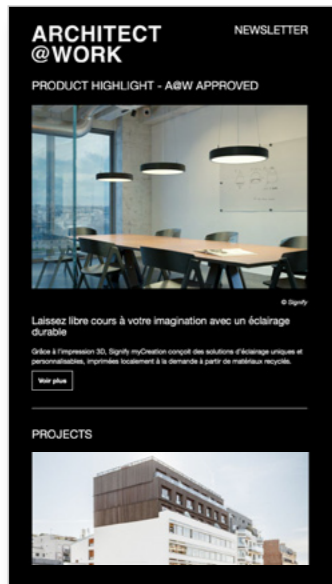 ARCHITECT
@WORK
NEWSLETTER
PRODUCT HIGHLIGHT - A@W APPROVED
© Signify
Laissez libre cours à votre imagination avec un éclairage
durable
Grâce à l'impression 3D, Signify myCreation conçoit des solutions d'éclairage uniques et
personnalisables, imprimées localement à la demande à partir de matériaux recyclés.
Voir plus
PROJECTS